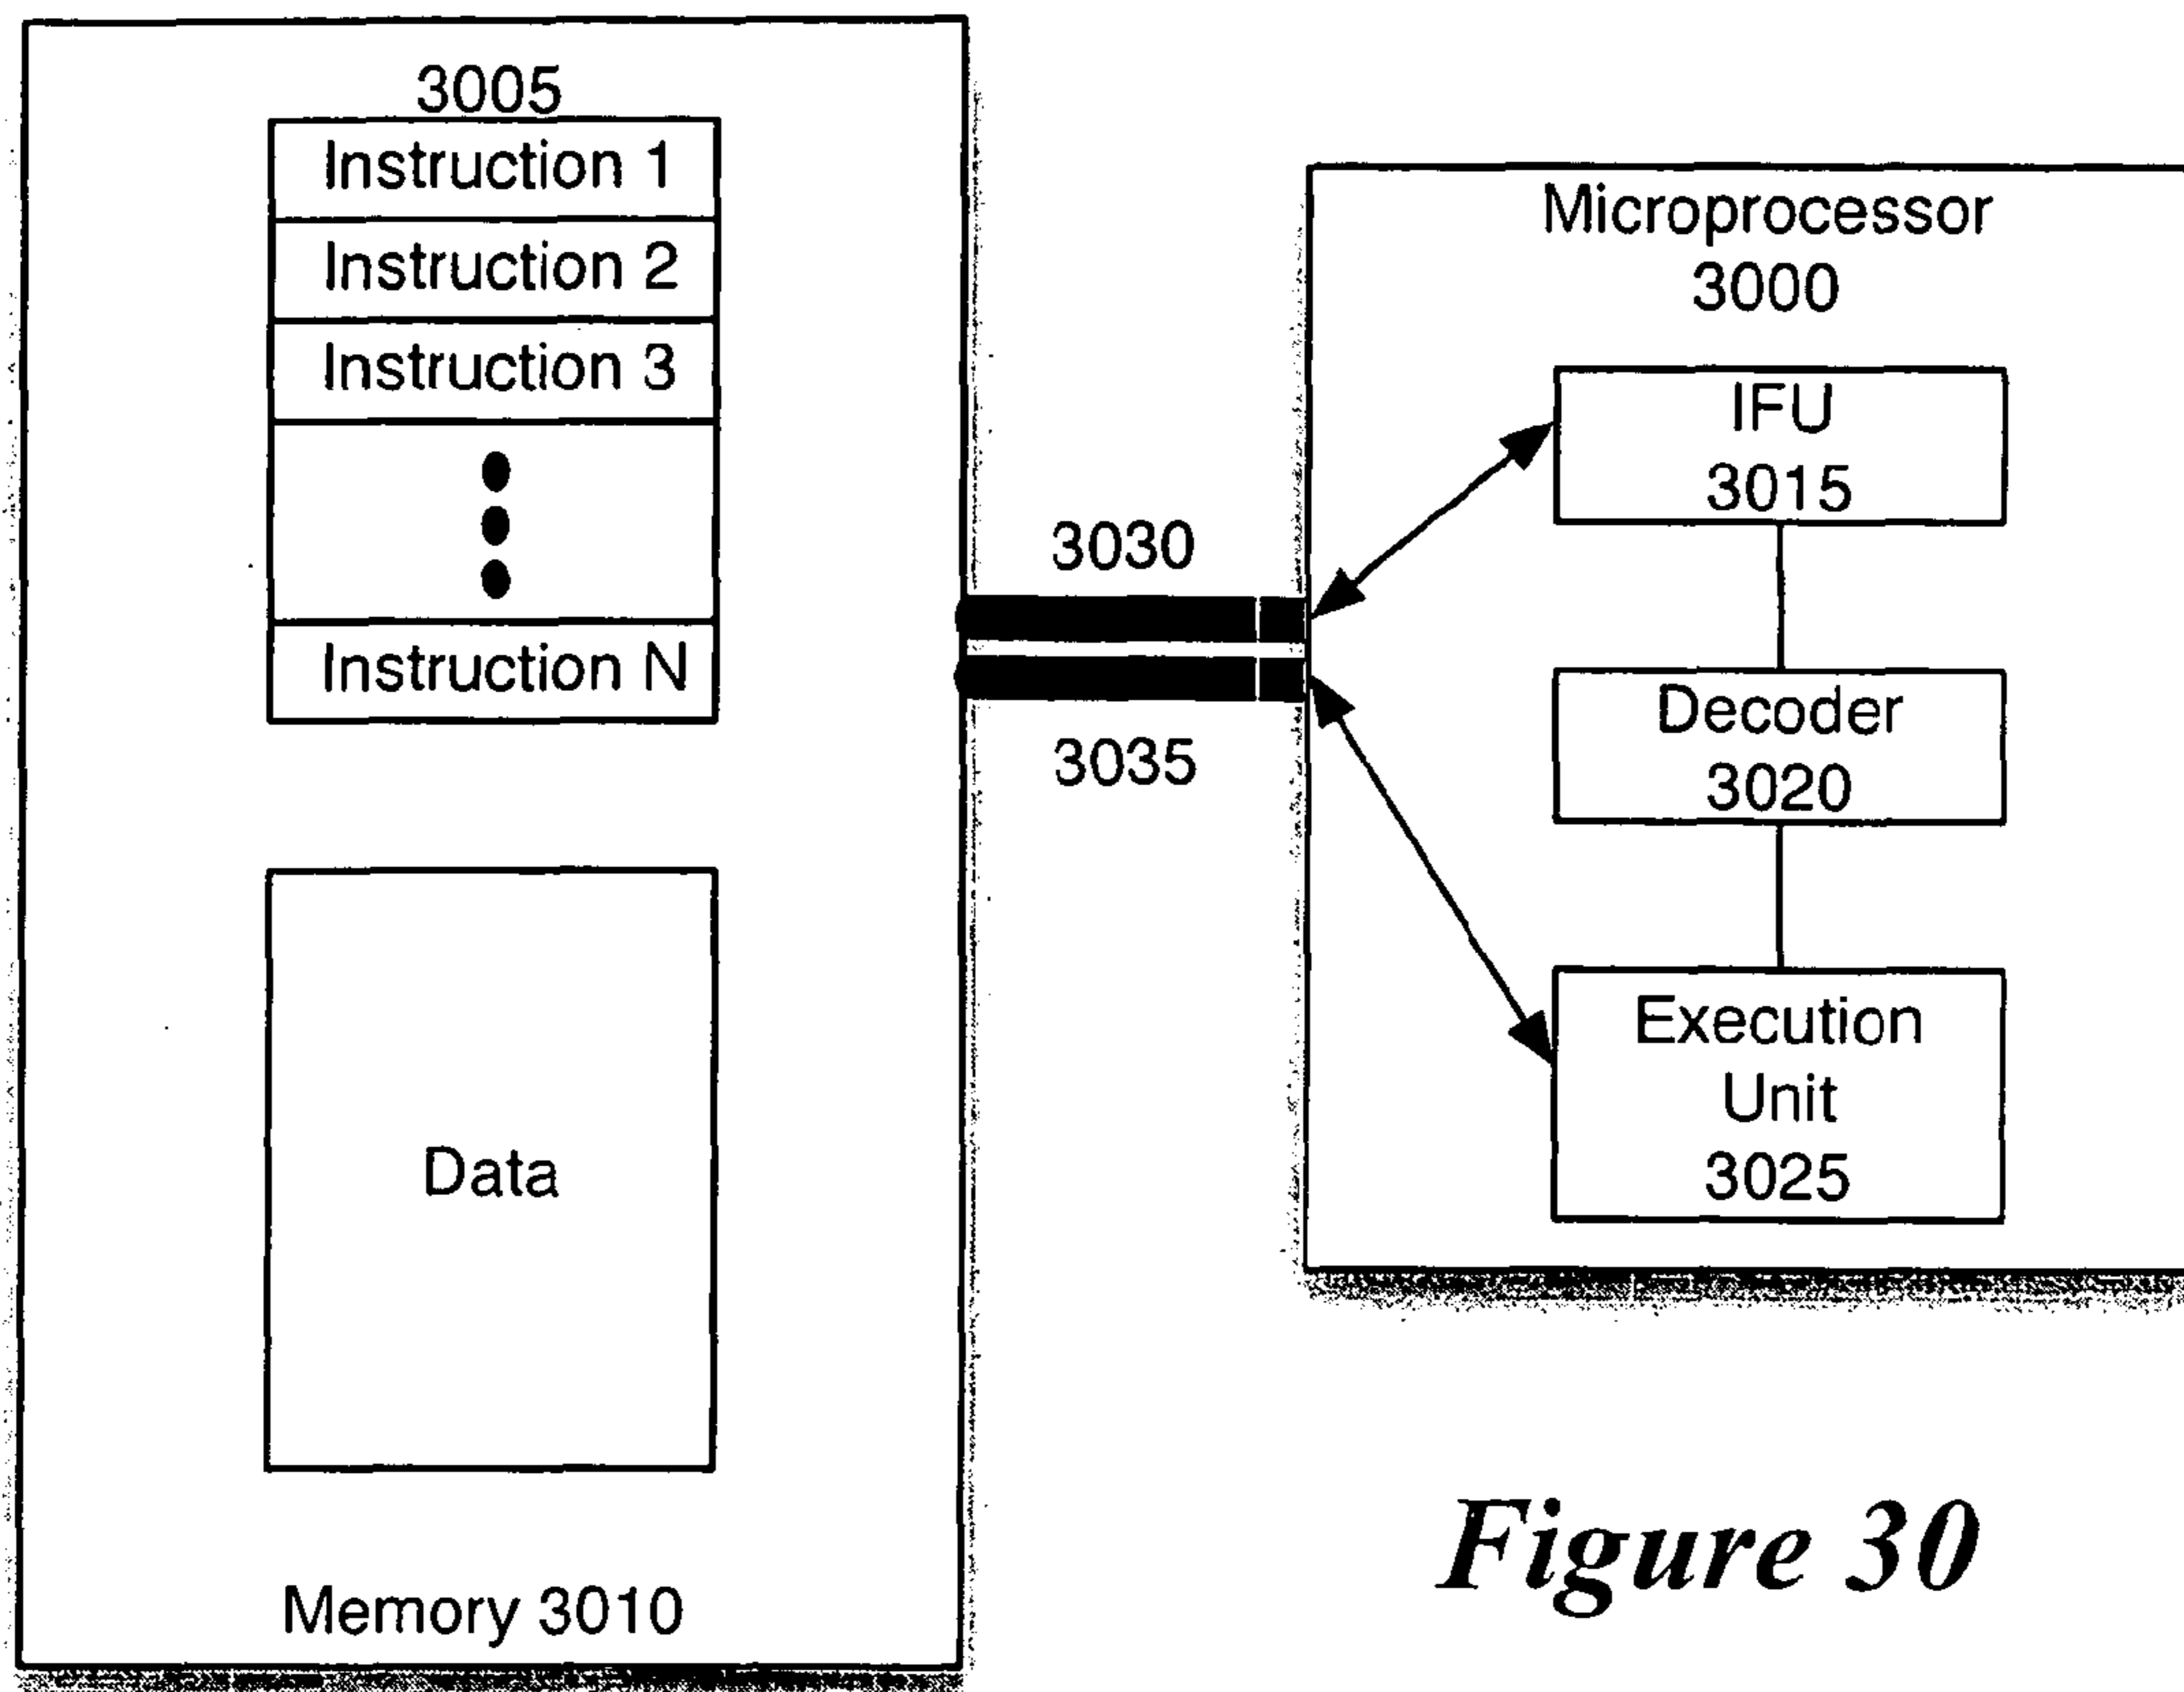 3005
Instruction 1
Instruction 2
Instruction 3
Instruction N
Data
Memory 3010
3030
3035
Microprocessor
3000
IFU
3015
Decoder
3020
Execution
Unit
3025
Figure 30